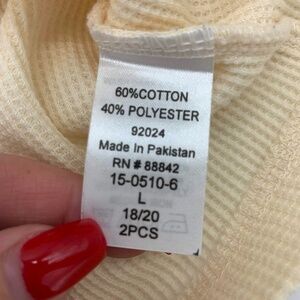 60%COTTON
40% POLYESTER
92024
Made In Pakistan
RN # 88842
15-0510-6
L
18/20
2PCS